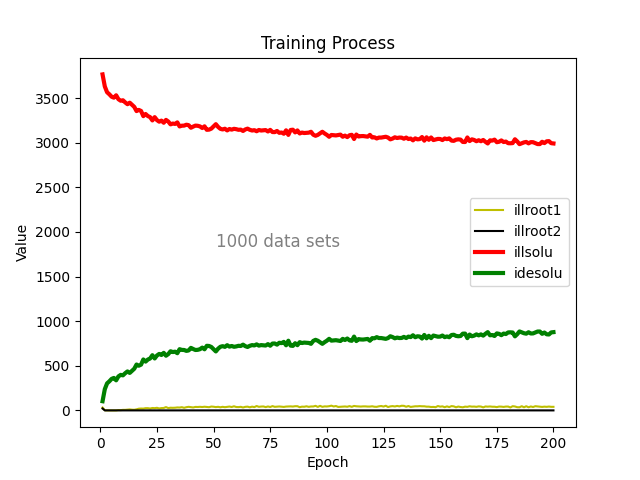 Training Process
3500
3000
2500
2000
1500
1000
500
0
Value
1000 data sets
illroot1
illroot2
illsolu
idesolu
0 25 50 75 100 125 150 175 200
Epoch